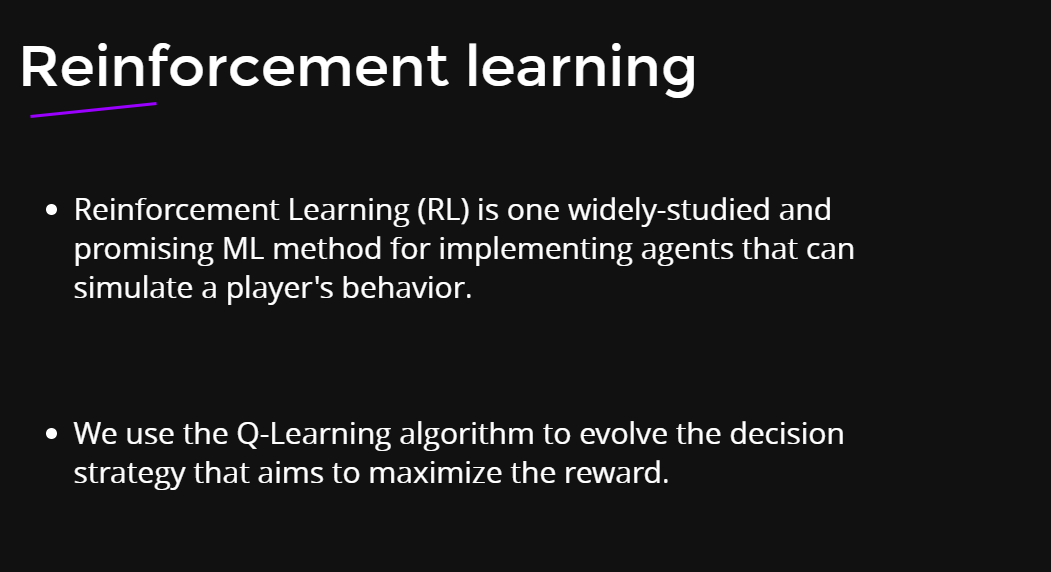 Reinforcement learning
• Reinforcement Learning (RL) is one widely-studied and
promising ML method for implementing agents that can
simulate a player's behavior.
• We use the Q-Learning algorithm to evolve the decision
strategy that aims to maximize the reward.